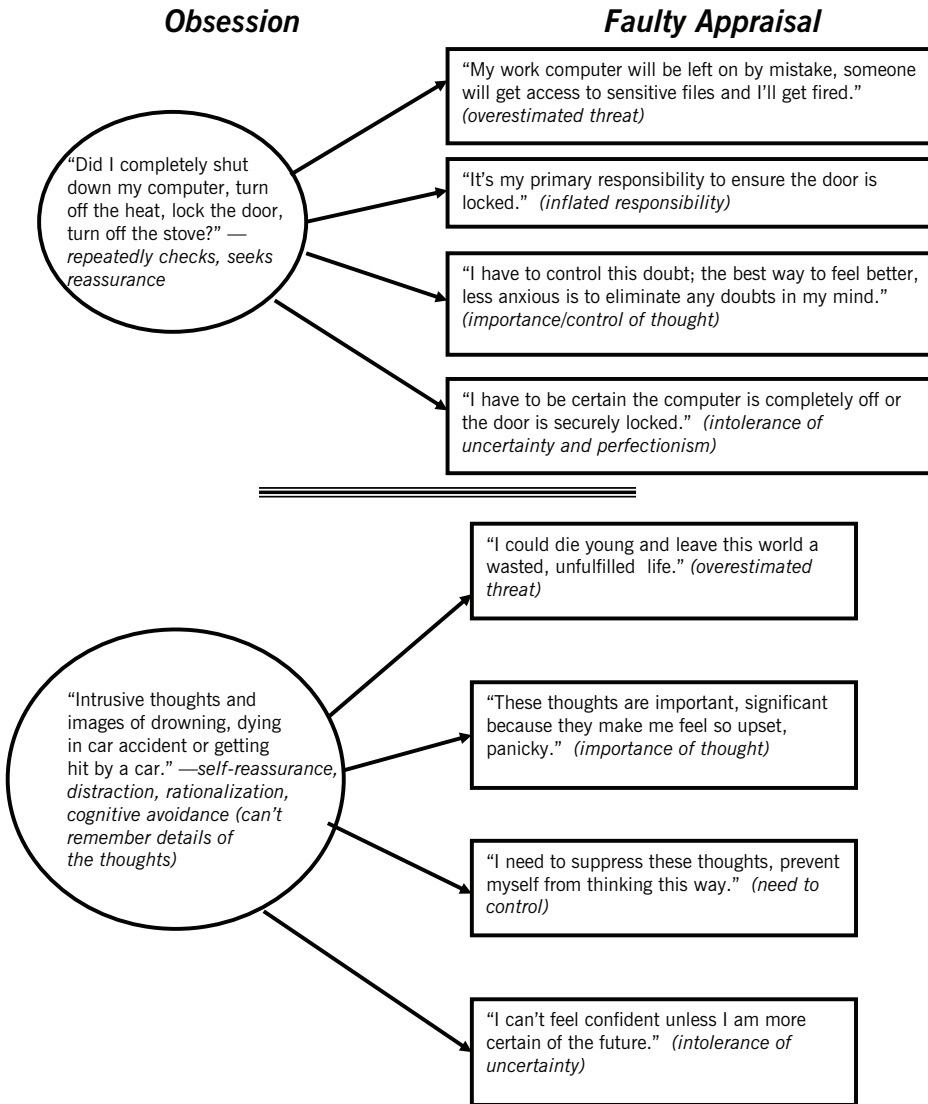 Obsession
Faulty Appraisal
“Did I completely shut
down my computer, turn
off the heat, lock the door,
turn off the stove?” —
repeatedly checks, seeks
reassurance
“My work computer will be left on by mistake, someone
will get access to sensitive files and I’ll get fired.”
(overestimated threat)
“It’s my primary responsibility to ensure the door is
locked.” (inflated responsibility)
“I have to control this doubt; the best way to feel better,
less anxious is to eliminate any doubts in my mind.”
(importance/control of thought)
“I have to be certain the computer is completely off or
the door is securely locked.” (intolerance of
uncertainty and perfectionism)
“Intrusive thoughts and
images of drowning, dying
in car accident or getting
hit by a car.” —self-reassurance,
distraction, rationalization,
cognitive avoidance (can’t
remember details of
the thoughts)
“I could die young and leave this world a
wasted, unfulfilled life.” (overestimated
threat)
“These thoughts are important, significant
because they make me feel so upset,
panicky.” (importance of thought)
“I need to suppress these thoughts, prevent
myself from thinking this way.” (need to
control)
“I can’t feel confident unless I am more
certain of the future.” (intolerance of
uncertainty)